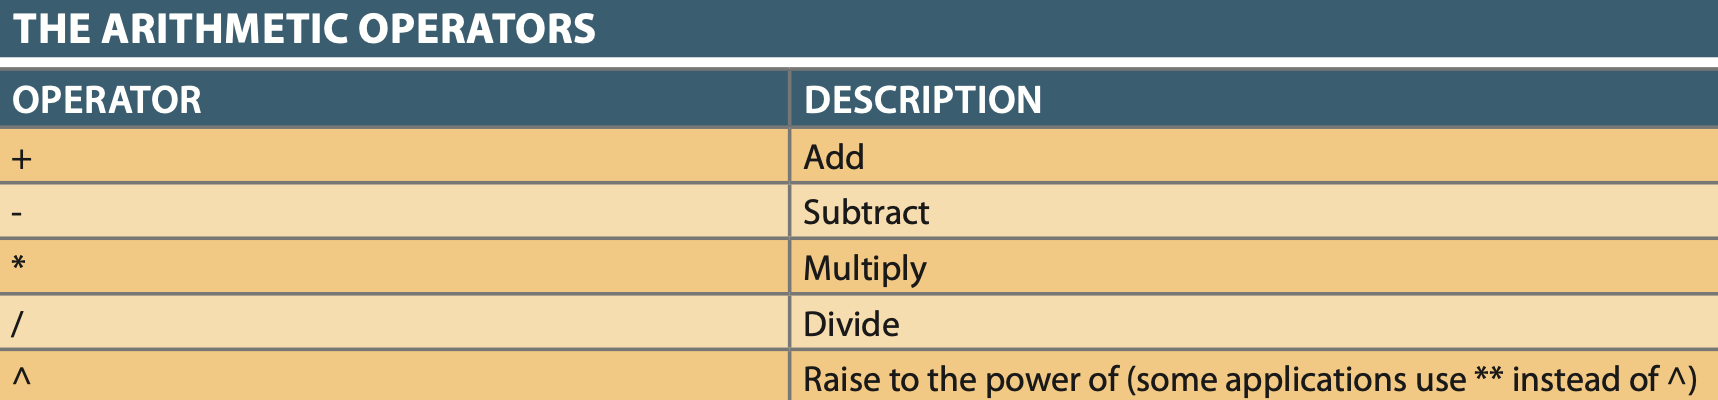 THE ARITHMETIC OPERATORS
OPERATOR DESCRIPTION
+ Add
- Subtract
* Multiply
/ Divide
^ Raise to the power of (some applications use ** instead of ^)